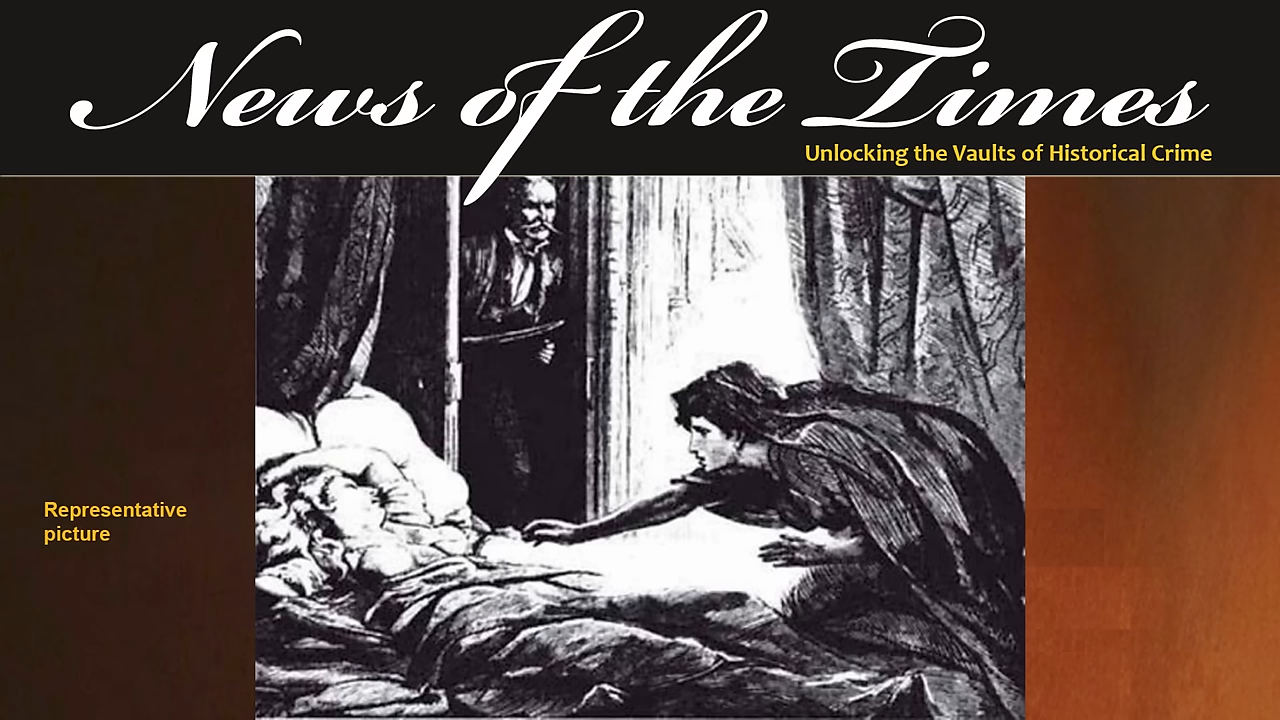 News of the Times
Unlocking the Vaults of Historical Crime
Representative
picture